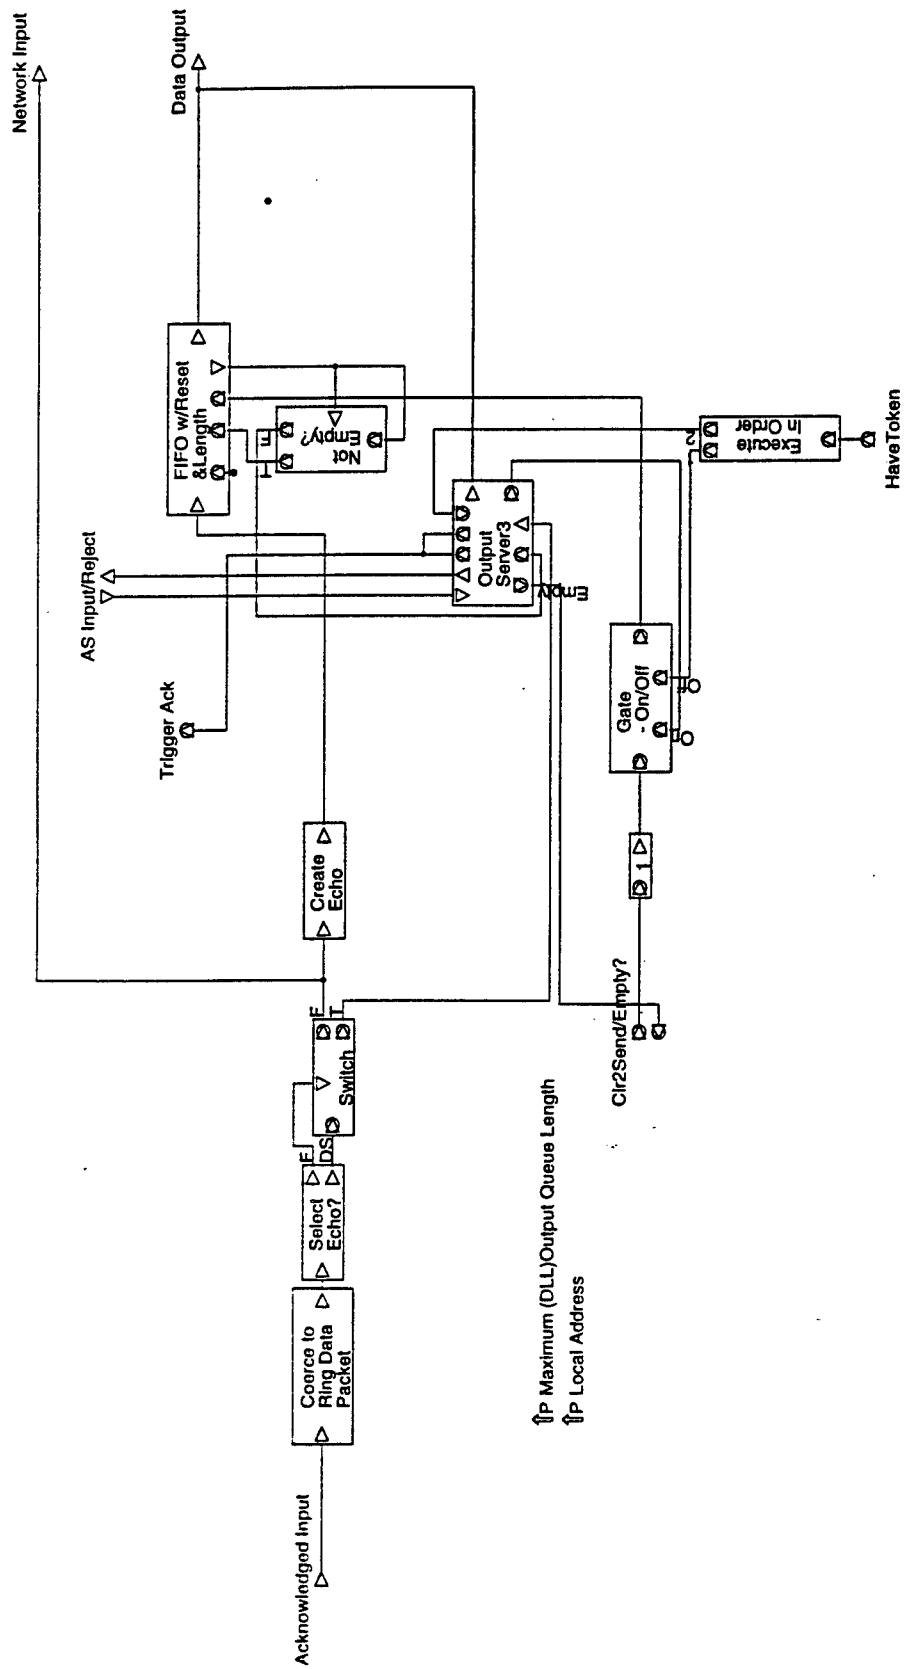 Network Input
Data Output
FIFO w/Reset
&Length
T
F
Not
Empty?
AS Input/Reject
Trigger Ack
Output
Server3
Empty
2
Execute
In Order
HaveToken
Create
Echo
Gate
- On/Off
O
Off
1
Clr2Send/Empty?
F
T
Switch
F
DS
Select
Echo?
Coerce to
Ring Data
Packet
Acknowledged Input
⇑P Maximum (DLL)Output Queue Length
⇑P Local Address